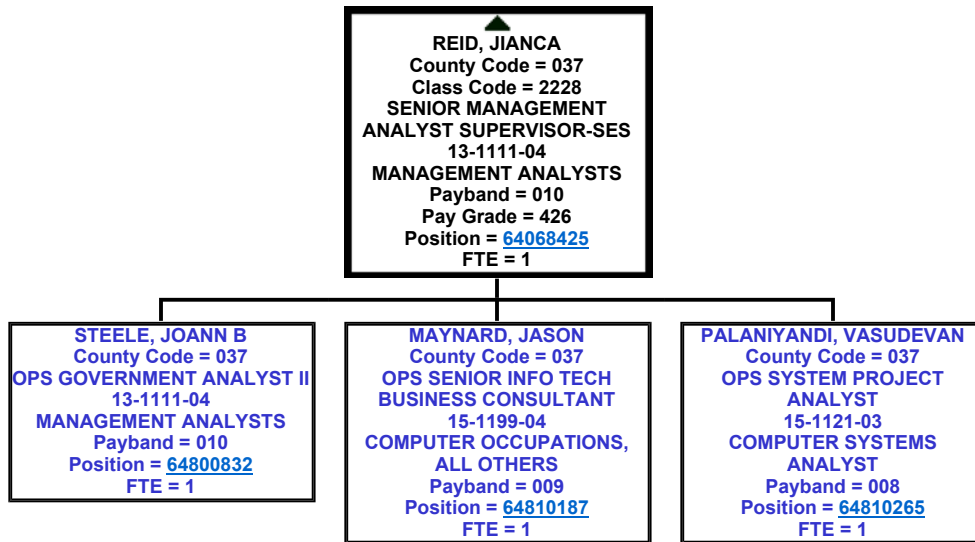 REID, JIANCA
County Code = 037
Class Code = 2228
SENIOR MANAGEMENT
ANALYST SUPERVISOR-SES
13-1111-04
MANAGEMENT ANALYSTS
Payband = 010
Pay Grade = 426
Position = 64068425
FTE = 1
STEELE, JOANN B
County Code = 037
OPS GOVERNMENT ANALYST II
13-1111-04
MANAGEMENT ANALYSTS
Payband = 010
Position = 64800832
FTE = 1
MAYNARD, JASON
County Code = 037
OPS SENIOR INFO TECH
BUSINESS CONSULTANT
15-1199-04
COMPUTER OCCUPATIONS,
ALL OTHERS
Payband = 009
Position = 64810187
FTE = 1
PALANIYANDI, VASUDEVAN
County Code = 037
OPS SYSTEM PROJECT
ANALYST
15-1121-03
COMPUTER SYSTEMS
ANALYST
Payband = 008
Position = 64810265
FTE = 1